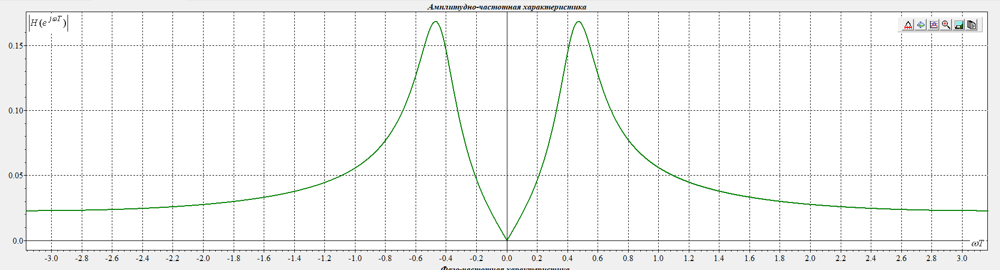 Амплитудно-частотная характеристика
|H(e^{jωT})|
0.15
0.10
0.05
0.0
ωT
-3.0 -2.8 -2.6 -2.4 -2.2 -2.0 -1.8 -1.6 -1.4 -1.2 -1.0 -0.8 -0.6 -0.4 -0.2 0.0 0.2 0.4 0.6 0.8 1.0 1.2 1.4 1.6 1.8 2.0 2.2 2.4 2.6 2.8 3.0
Фазо-частотная характеристика